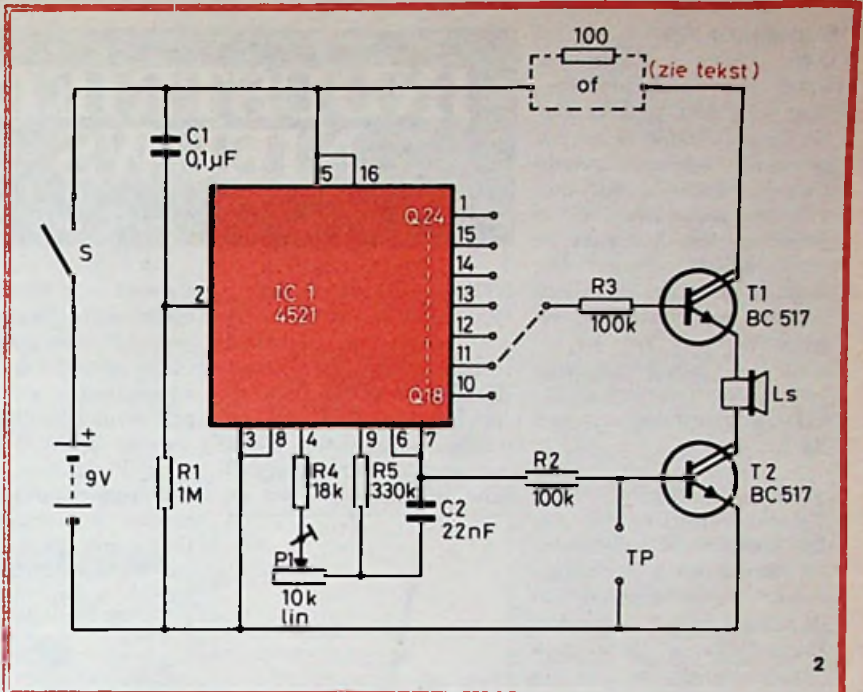 100
of
(zie tekst)
C1
0,1µF
5
16
S
2
IC 1
4521
Q24
Q18
1
15
14
13
12
11
10
R3
100k
T1
BC 517
Ls
+
9V
R1
1M
3
8
4
9
6
7
R4
18k
R5
330k
C2
22nF
R2
100k
T2
BC 517
P1
10k
lin
TP
2